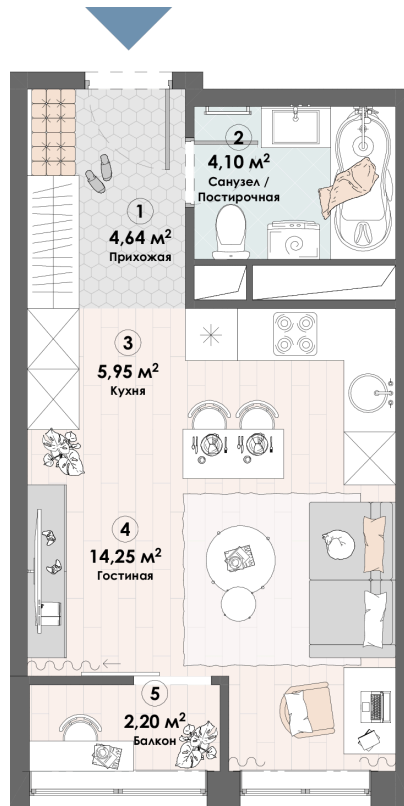 2
4,10 м²
Санузел /
Постирочная
1
4,64 м²
Прихожая
3
5,95 м²
Кухня
4
14,25 м²
Гостиная
5
2,20 м²
Балкон